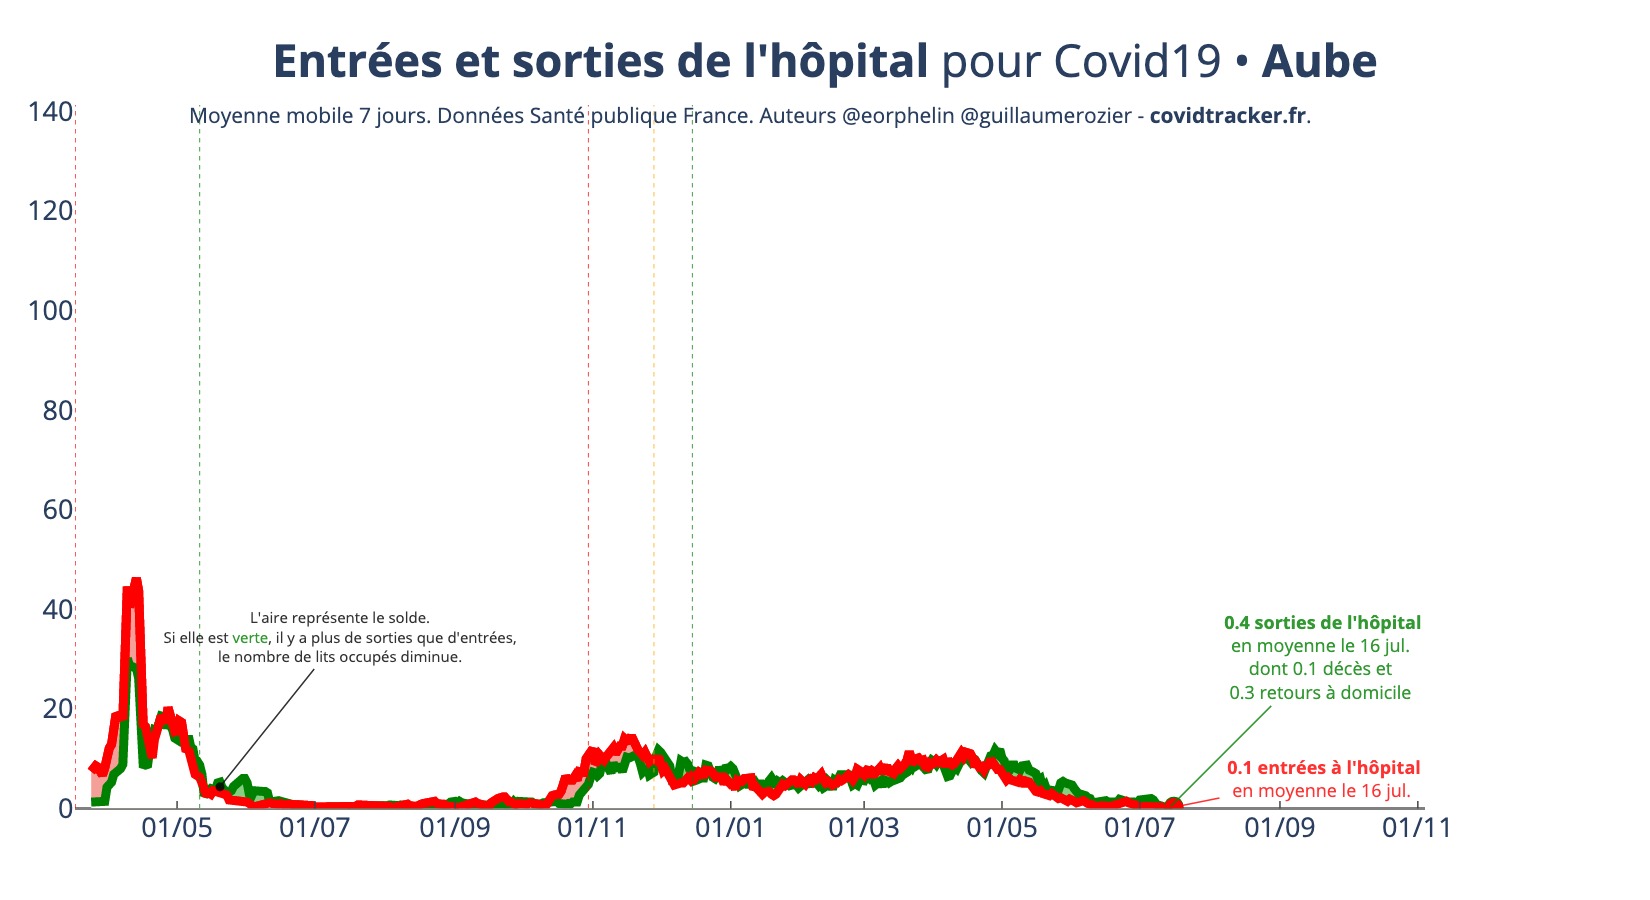 Entrées et sorties de l'hôpital pour Covid19 • Aube
Moyenne mobile 7 jours. Données Santé publique France. Auteurs @eorphelin @guillaumerozier - covidtracker.fr.
140
120
100
80
60
40
20
0
L'aire représente le solde.
Si elle est verte, il y a plus de sorties que d'entrées,
le nombre de lits occupés diminue.
0.4 sorties de l'hôpital
en moyenne le 16 jul.
dont 0.1 décès et
0.3 retours à domicile
0.1 entrées à l'hôpital
en moyenne le 16 jul.
01/05 01/07 01/09 01/11 01/01 01/03 01/05 01/07 01/09 01/11